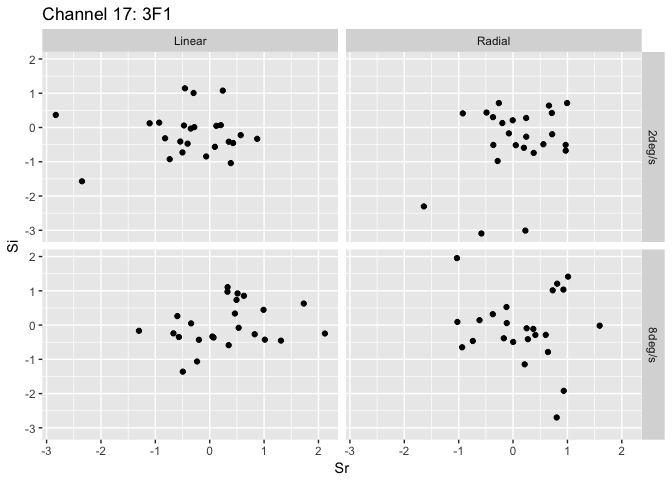 Channel 17: 3F1
Linear
Radial
2
1
0
-1
-2
-3
2deg/s
Si
2
1
0
-1
-2
-3
8deg/s
-3 -2 -1 0 1 2 -3 -2 -1 0 1 2
Sr